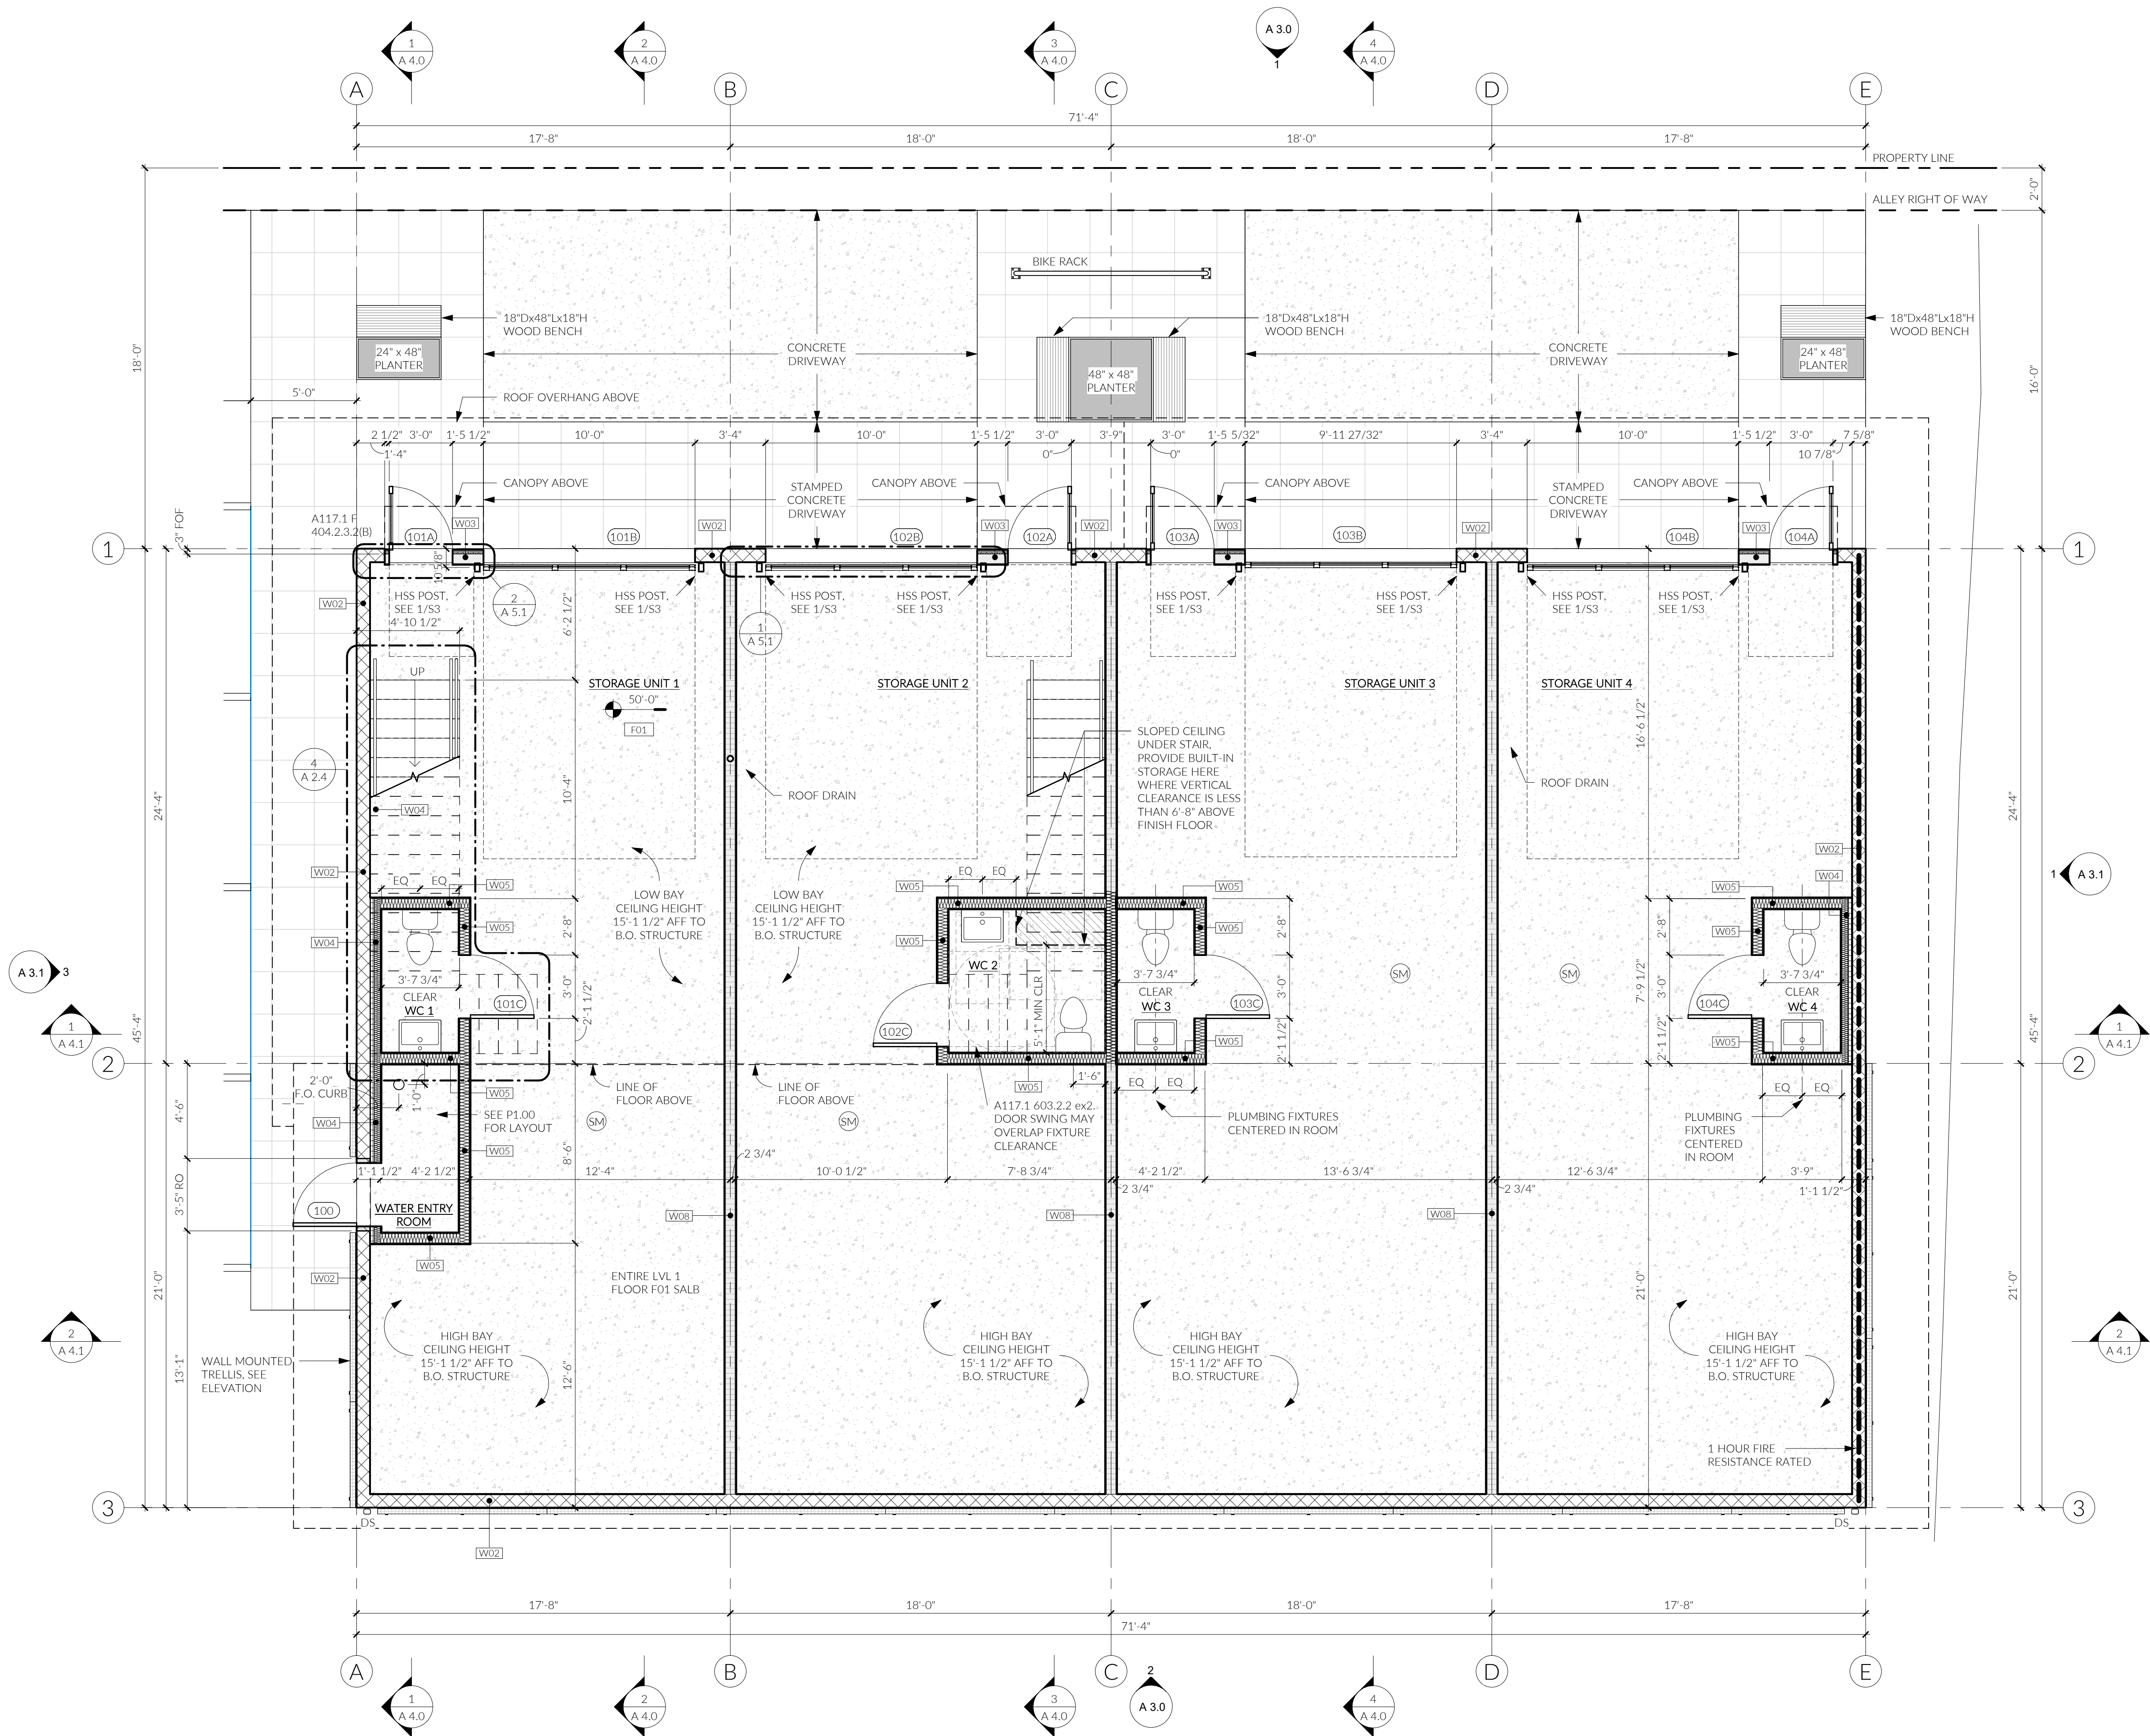 1
A 4.0
2
A 4.0
3
A 4.0
A 3.0
1
4
A 4.0
A
B
C
D
E
71'-4"
17'-8"
18'-0"
18'-0"
17'-8"
PROPERTY LINE
2'-0"
ALLEY RIGHT OF WAY
BIKE RACK
18"Dx48"Lx18"H
WOOD BENCH
18"Dx48"Lx18"H
WOOD BENCH
18"Dx48"Lx18"H
WOOD BENCH
24" x 48"
PLANTER
CONCRETE
DRIVEWAY
48" x 48"
PLANTER
CONCRETE
DRIVEWAY
24" x 48"
PLANTER
18'-0"
16'-0"
5'-0"
ROOF OVERHANG ABOVE
2 1/2"
3'-0"
1'-5 1/2"
10'-0"
3'-4"
10'-0"
1'-5 1/2"
3'-0"
3'-9"
3'-0"
1'-5 5/32"
9'-11 27/32"
3'-4"
10'-0"
1'-5 1/2"
3'-0"
7 5/8"
1'-4"
0"
0"
10 7/8"
CANOPY ABOVE
STAMPED
CONCRETE
DRIVEWAY
CANOPY ABOVE
CANOPY ABOVE
STAMPED
CONCRETE
DRIVEWAY
CANOPY ABOVE
A117.1 F
404.2.3.2(B)
3" FOF
101A
W03
101B
W02
102B
W03
102A
W02
103A
W03
103B
W02
104B
W03
104A
1
1
10 5/8"
HSS POST,
SEE 1/S3
HSS POST,
SEE 1/S3
HSS POST,
SEE 1/S3
HSS POST,
SEE 1/S3
HSS POST,
SEE 1/S3
HSS POST,
SEE 1/S3
HSS POST,
SEE 1/S3
HSS POST,
SEE 1/S3
2
A 5.1
1
A 5.1
W02
4'-10 1/2"
6'-2 1/2"
UP
STORAGE UNIT 1
STORAGE UNIT 2
STORAGE UNIT 3
STORAGE UNIT 4
50'-0"
F01
4
A 2.4
W04
10'-4"
ROOF DRAIN
SLOPED CEILING
UNDER STAIR,
PROVIDE BUILT-IN
STORAGE HERE
WHERE VERTICAL
CLEARANCE IS LESS
THAN 6'-8" ABOVE
FINISH FLOOR
ROOF DRAIN
16'-6 1/2"
24'-4"
24'-4"
W02
W02
W04
EQ
EQ
W05
LOW BAY
CEILING HEIGHT
15'-1 1/2" AFF TO
B.O. STRUCTURE
LOW BAY
CEILING HEIGHT
15'-1 1/2" AFF TO
B.O. STRUCTURE
W05
EQ
EQ
W05
W05
1
A 3.1
2'-8"
W05
W04
3'-7 3/4"
CLEAR
WC 1
101C
3'-0"
2'-1 1/2"
W05
WC 2
5'-1" MIN CLR
102C
W05
2'-8"
3'-7 3/4"
CLEAR
WC 3
103C
3'-0"
2'-1 1/2"
W05
SM
SM
7'-9 1/2"
2'-8"
W05
3'-7 3/4"
CLEAR
WC 4
104C
3'-0"
2'-1 1/2"
W05
A 3.1
3
1
A 4.1
1
A 4.1
45'-4"
45'-4"
2
2
2'-0"
F.O. CURB
1'-0"
W05
SEE P1.00
FOR LAYOUT
W04
W05
4'-6"
8'-6"
LINE OF
FLOOR ABOVE
SM
LINE OF
FLOOR ABOVE
SM
W05
1'-6"
A117.1 603.2.2 ex2.
DOOR SWING MAY
OVERLAP FIXTURE
CLEARANCE
EQ
EQ
PLUMBING FIXTURES
CENTERED IN ROOM
EQ
EQ
PLUMBING
FIXTURES
CENTERED
IN ROOM
1'-1 1/2"
4'-2 1/2"
12'-4"
2 3/4"
10'-0 1/2"
7'-8 3/4"
2 3/4"
4'-2 1/2"
13'-6 3/4"
2 3/4"
12'-6 3/4"
3'-9"
1'-1 1/2"
3'-5" RO
100
WATER ENTRY
ROOM
W05
W08
W08
W08
W02
ENTIRE LVL 1
FLOOR F01 SALB
21'-0"
21'-0"
21'-0"
13'-1"
12'-6"
2
A 4.1
2
A 4.1
WALL MOUNTED
TRELLIS, SEE
ELEVATION
HIGH BAY
CEILING HEIGHT
15'-1 1/2" AFF TO
B.O. STRUCTURE
HIGH BAY
CEILING HEIGHT
15'-1 1/2" AFF TO
B.O. STRUCTURE
HIGH BAY
CEILING HEIGHT
15'-1 1/2" AFF TO
B.O. STRUCTURE
HIGH BAY
CEILING HEIGHT
15'-1 1/2" AFF TO
B.O. STRUCTURE
1 HOUR FIRE
RESISTANCE RATED
3
3
DS
DS
W02
17'-8"
18'-0"
18'-0"
17'-8"
71'-4"
A
B
C
D
E
1
A 4.0
2
A 4.0
3
A 4.0
2
A 3.0
4
A 4.0